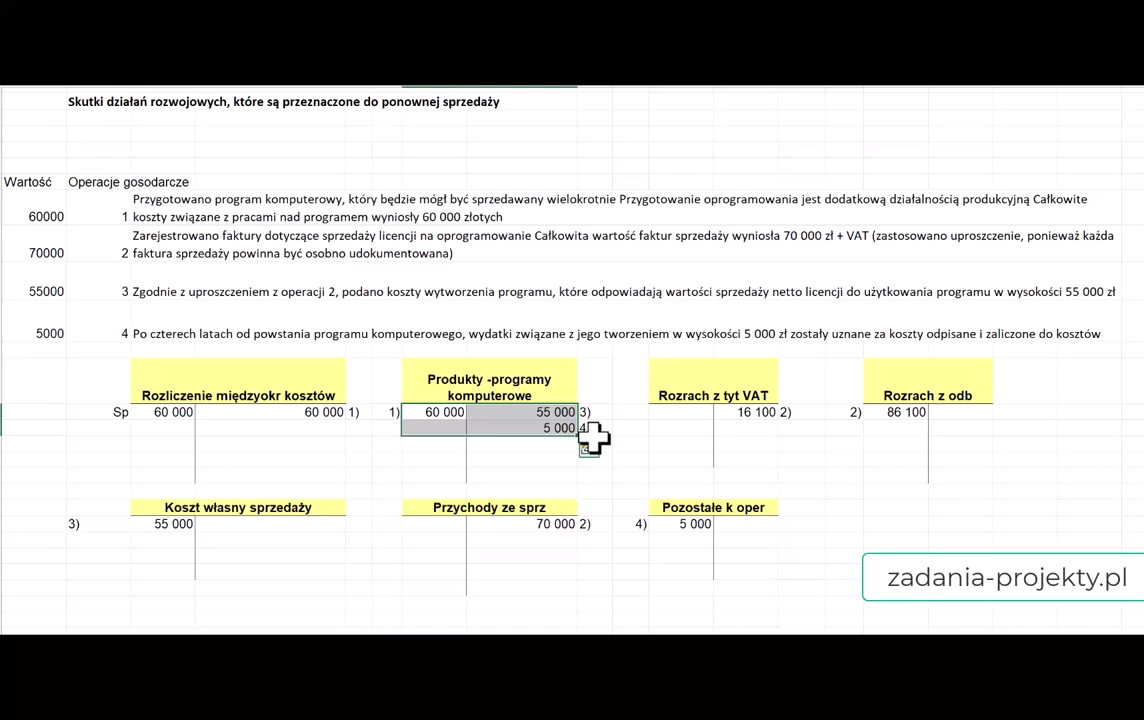 Skutki działań rozwojowych, które są przeznaczone do ponownej sprzedaży
Wartość Operacje gosodarcze
Przygotowano program komputerowy, który będzie mógł być sprzedawany wielokrotnie Przygotowanie oprogramowania jest dodatkową działalnością produkcyjną Całkowite
60000 1 koszty związane z pracami nad programem wyniosły 60 000 złotych
Zarejestrowano faktury dotyczące sprzedaży licencji na oprogramowanie Całkowita wartość faktur sprzedaży wyniosła 70 000 zł + VAT (zastosowano uproszczenie, ponieważ każda
70000 2 faktura sprzedaży powinna być osobno udokumentowana)
55000 3 Zgodnie z uproszczeniem z operacji 2, podano koszty wytworzenia programu, które odpowiadają wartości sprzedaży netto licencji do użytkowania programu w wysokości 55 000 zł
5000 4 Po czterech latach od powstania programu komputerowego, wydatki związane z jego tworzeniem w wysokości 5 000 zł zostały uznane za koszty odpisane i zaliczone do kosztów
Produkty -programy
Rozliczenie międzyokr kosztów komputerowe Rozrach z tyt VAT Rozrach z odb
Sp 60 000 60 000 1) 1) 60 000 55 000 3) 16 100 2) 2) 86 100
5 000 4
Koszt własny sprzedaży Przychody ze sprz Pozostałe k oper
3) 55 000 70 000 2) 4) 5 000
zadania-projekty.pl